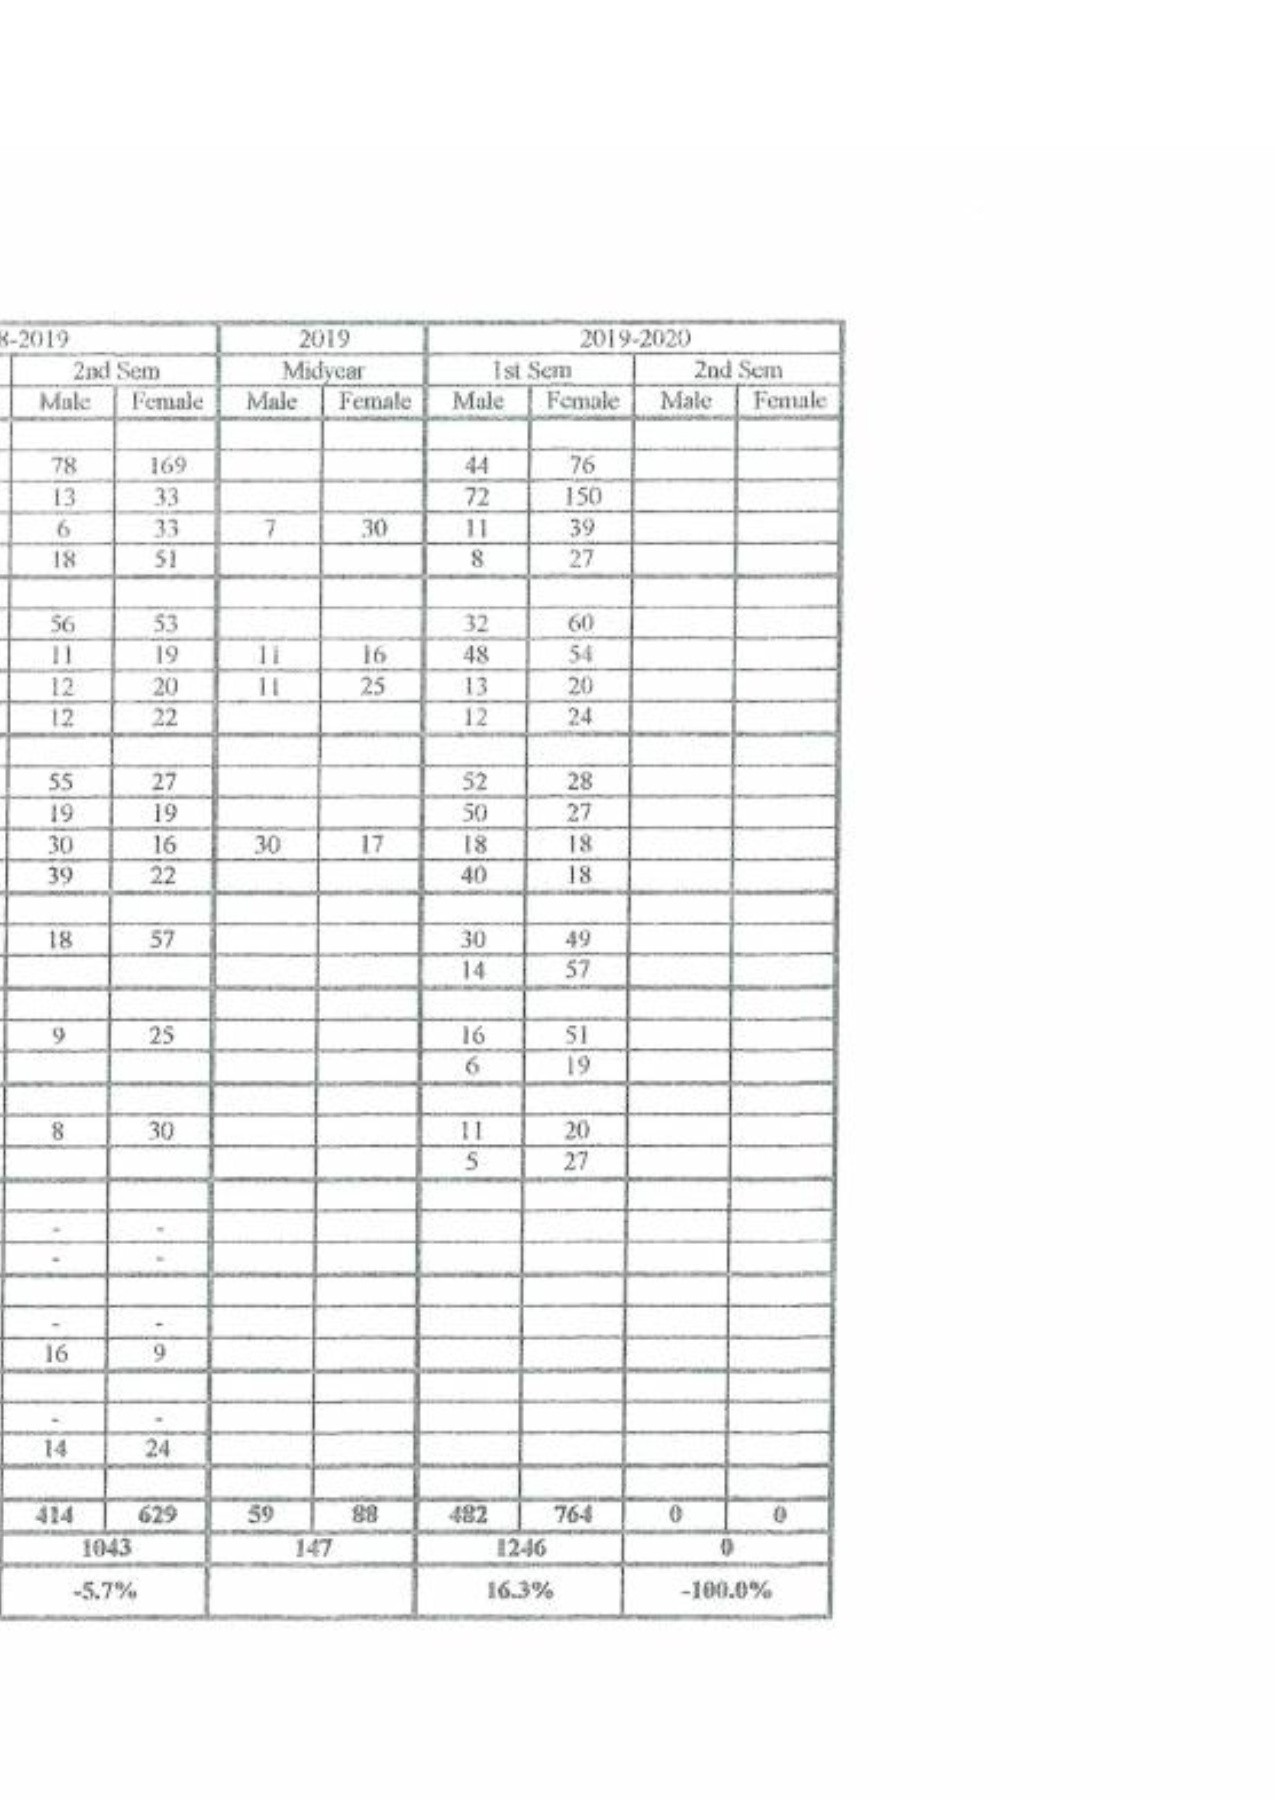 8-2019 2019 2019-2020
2nd Sem Midyear 1st Sem 2nd Sem
Male Female Male Female Male Female Male Female
78 169 44 76
13 33 72 150
6 33 7 30 11 39
18 51 8 27
56 53 32 60
11 19 11 16 48 54
12 20 11 25 13 20
12 22 12 24
55 27 52 28
19 19 50 27
30 16 30 17 18 18
39 22 40 18
18 57 30 49
14 57
9 25 16 51
6 19
8 30 11 20
5 27
- -
- -
- -
16 9
- -
14 24
414 629 59 88 482 764 0 0
1043 147 1246 0
-5.7% 16.3% -100.0%